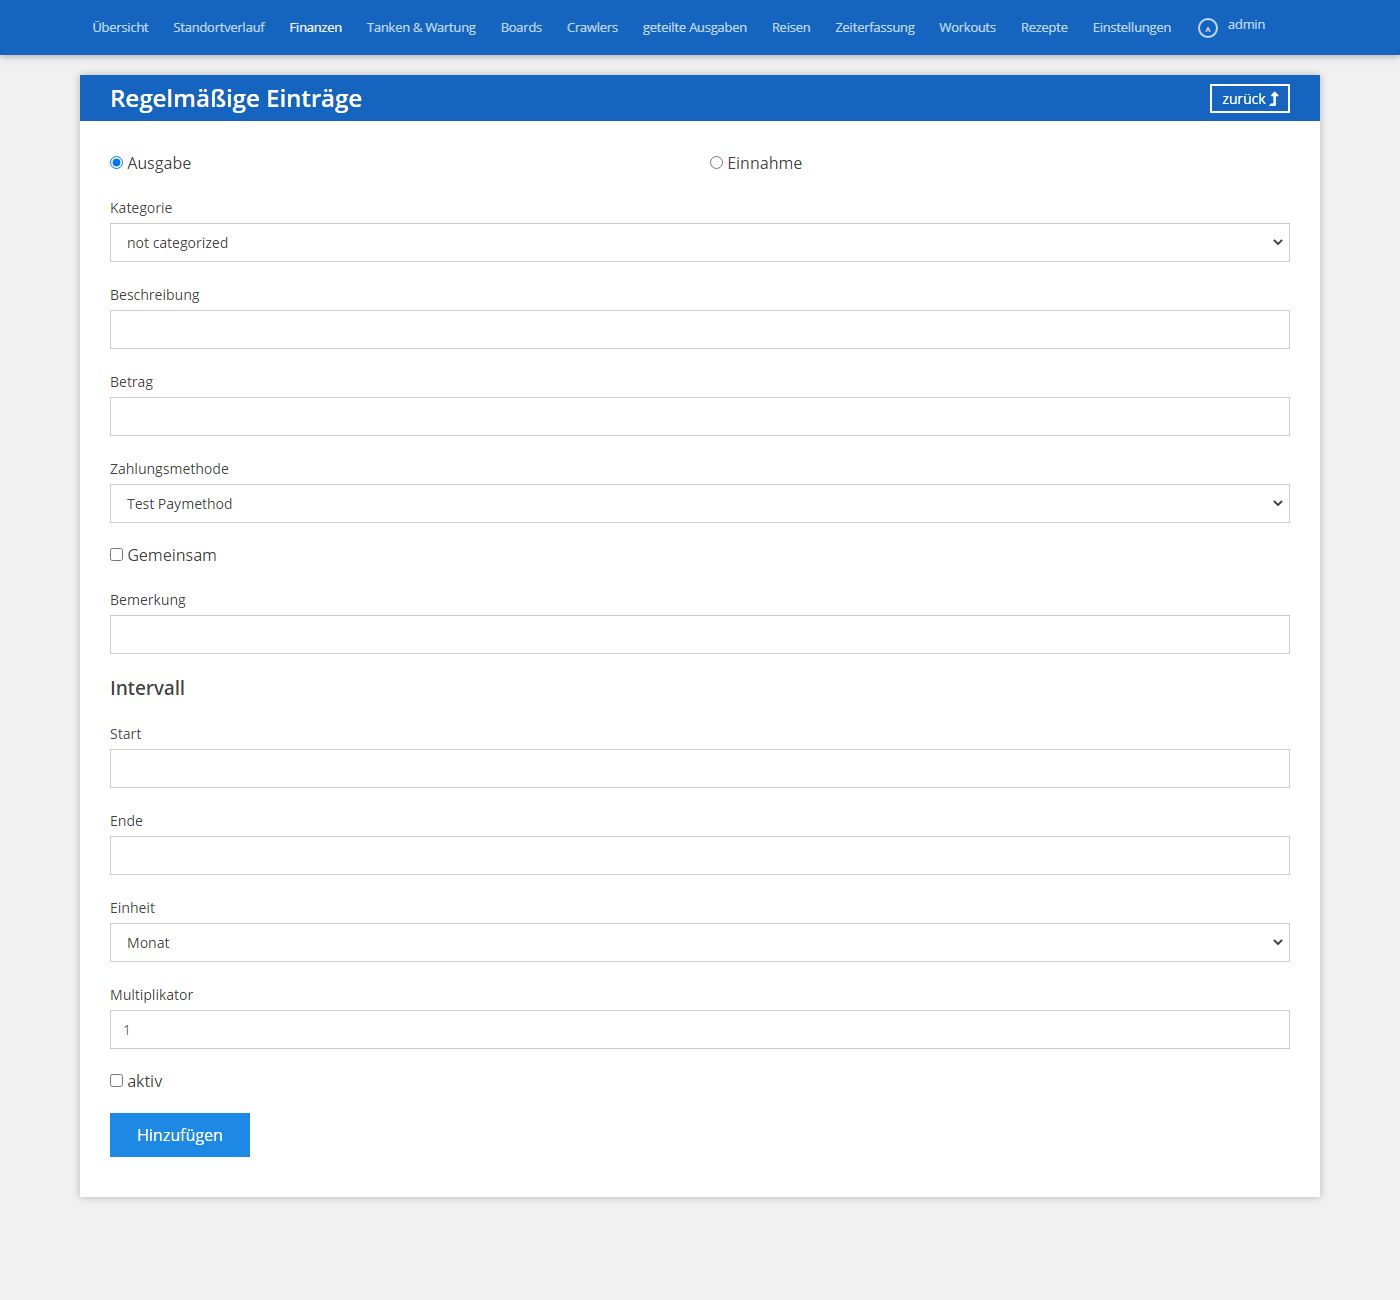 Übersicht Standortverlauf Finanzen Tanken & Wartung Boards Crawlers geteilte Ausgaben Reisen Zeiterfassung Workouts Rezepte Einstellungen A admin
Regelmäßige Einträge zurück
Ausgabe Einnahme
Kategorie
not categorized
Beschreibung
Betrag
Zahlungsmethode
Test Paymethod
Gemeinsam
Bemerkung
Intervall
Start
Ende
Einheit
Monat
Multiplikator
1
aktiv
Hinzufügen